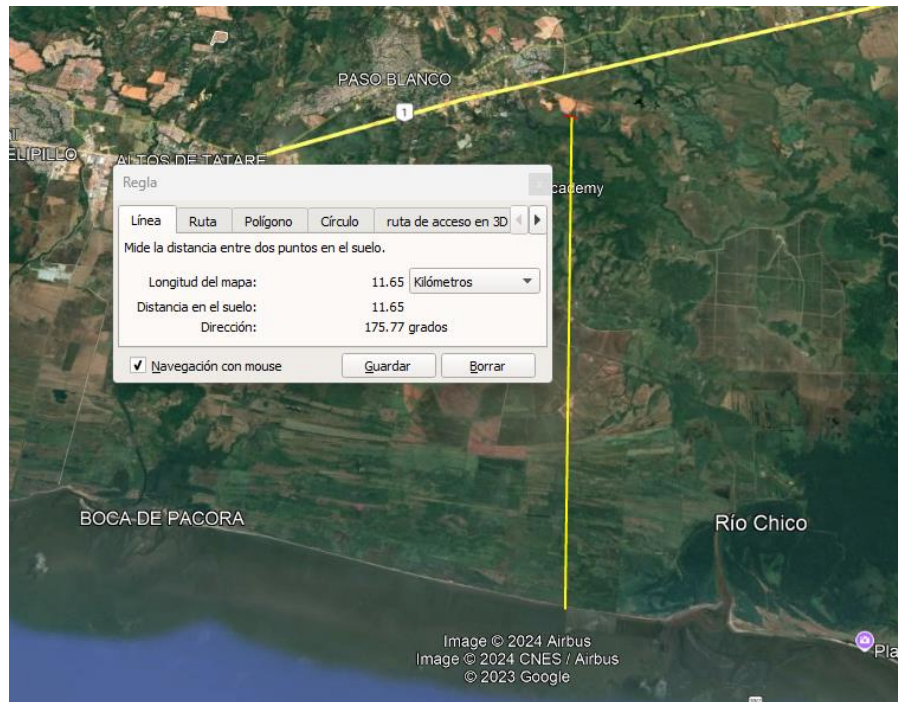 PASO BLANCO
1
ELIPILLO
ALTOS DE TATARE
Regla
cademy
Línea Ruta Polígono Círculo ruta de acceso en 3D
Mide la distancia entre dos puntos en el suelo.
Longitud del mapa: 11.65 Kilómetros
Distancia en el suelo: 11.65
Dirección: 175.77 grados
Navegación con mouse Guardar Borrar
BOCA DE PACORA
Río Chico
Image © 2024 Airbus
Image © 2024 CNES / Airbus
© 2023 Google
Pla